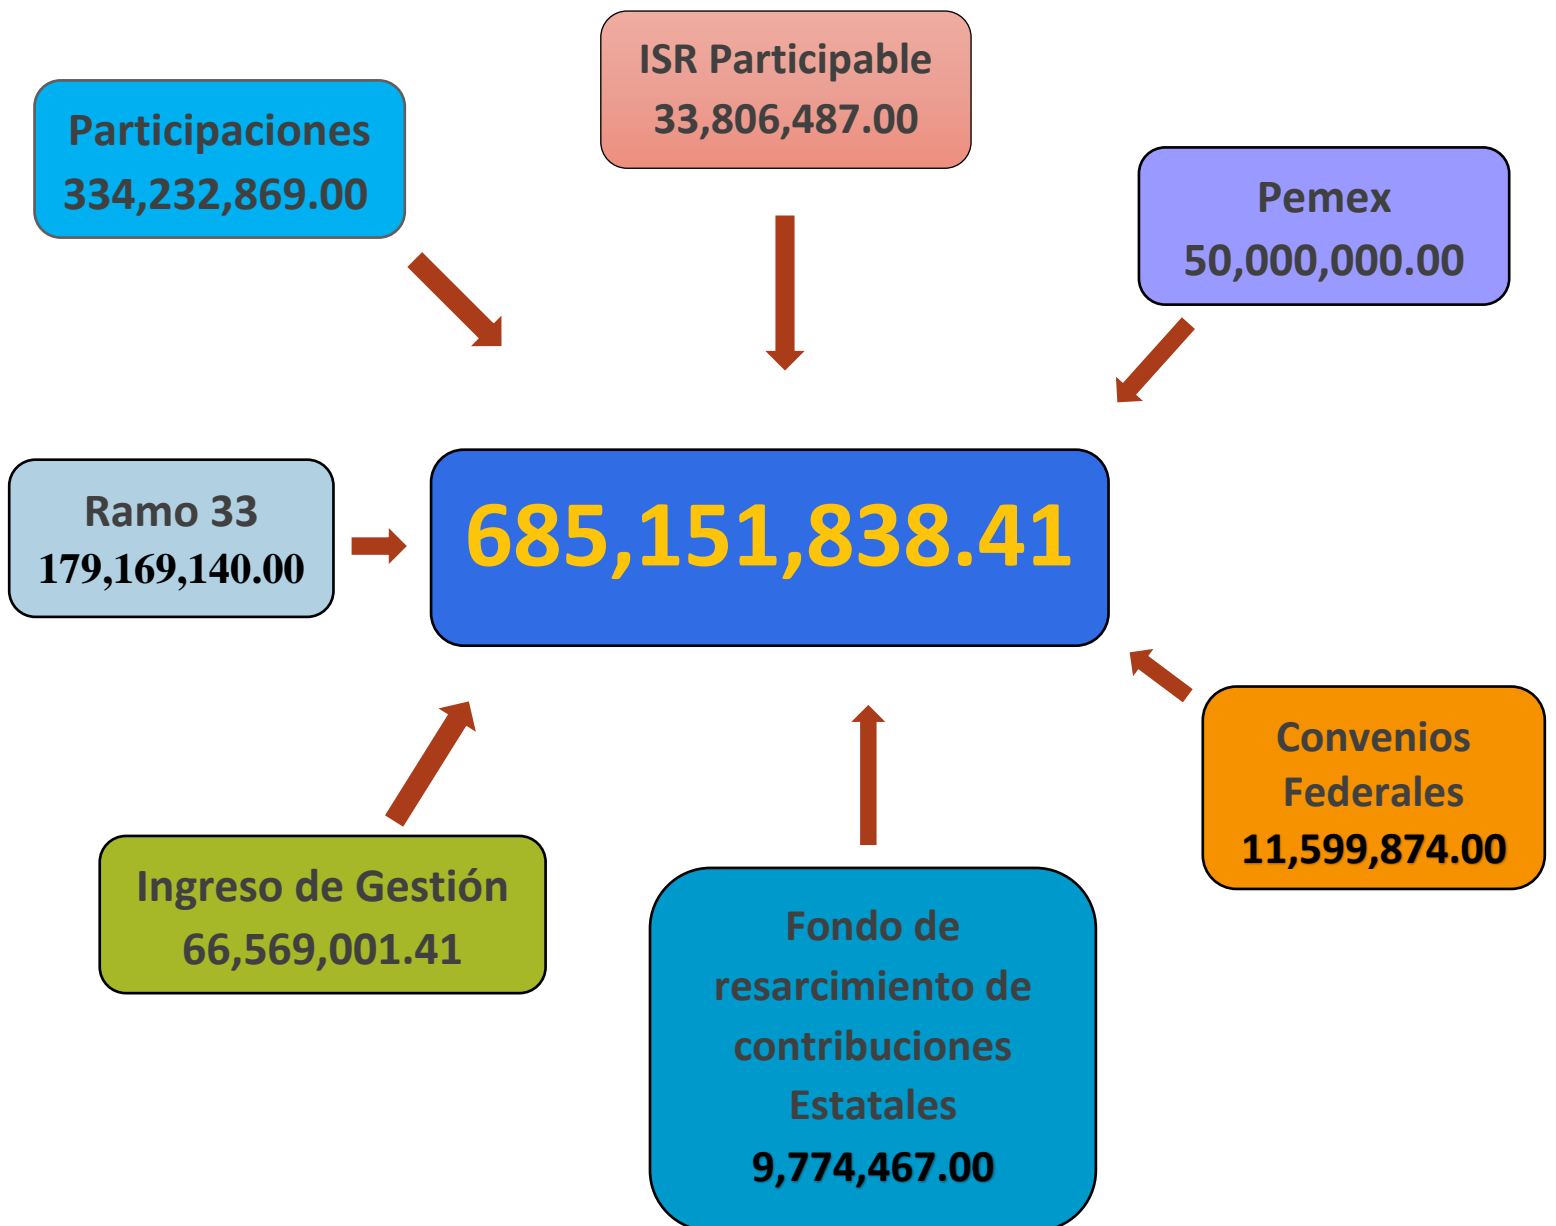 ISR Participable
33,806,487.00
Participaciones
334,232,869.00
Pemex
50,000,000.00
Ramo 33
179,169,140.00
685,151,838.41
Convenios
Federales
11,599,874.00
Ingreso de Gestión
66,569,001.41
Fondo de
resarcimiento de
contribuciones
Estatales
9,774,467.00